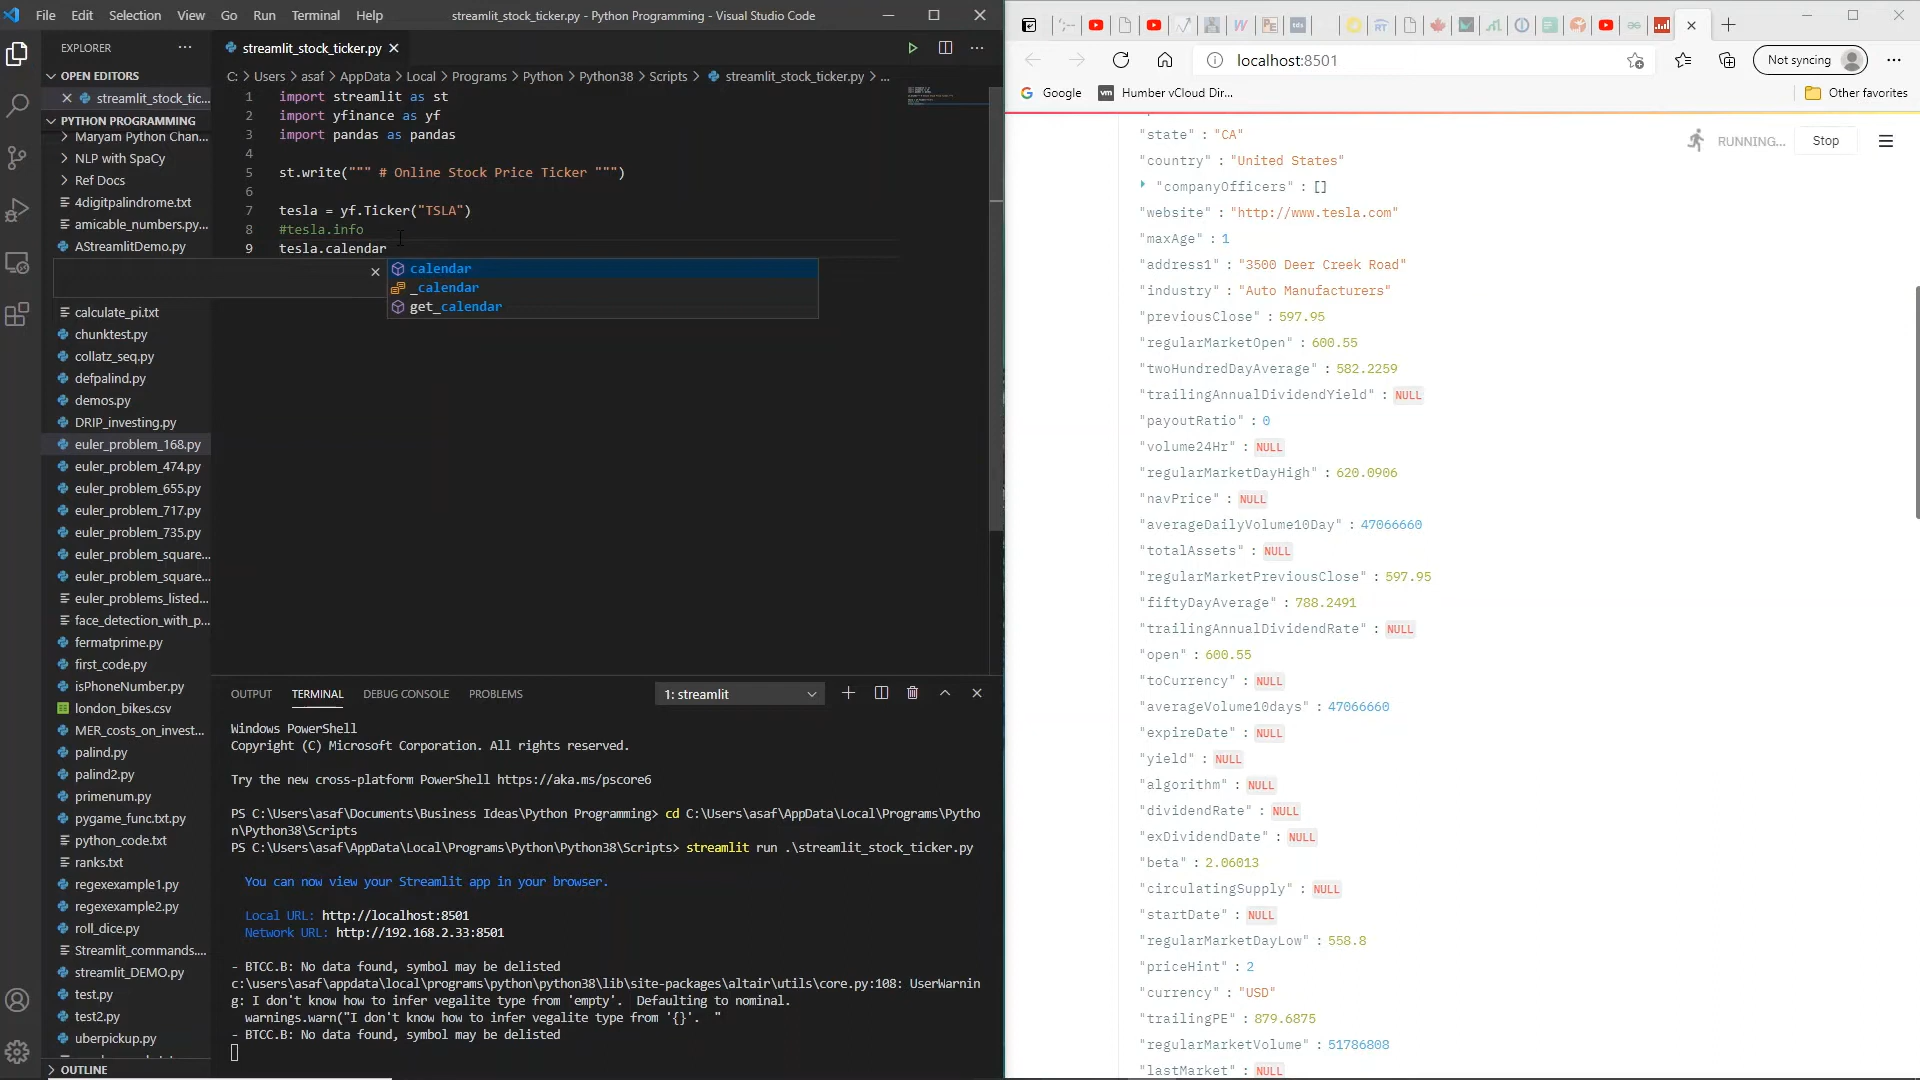 File Edit Selection View Go Run Terminal Help
streamlit_stock_ticker.py - Python Programming - Visual Studio Code
EXPLORER
OPEN EDITORS
streamlit_stock_tic...
PYTHON PROGRAMMING
Maryam Python Chan...
NLP with SpaCy
Ref Docs
4digitpalindrome.txt
amicable_numbers.py...
AStreamlitDemo.py
calculate_pi.txt
chunktest.py
collatz_seq.py
defpalind.py
demos.py
DRIP_investing.py
euler_problem_168.py
euler_problem_474.py
euler_problem_655.py
euler_problem_717.py
euler_problem_735.py
euler_problem_square...
euler_problem_square...
euler_problems_listed...
face_detection_with_p...
fermatprime.py
first_code.py
isPhoneNumber.py
london_bikes.csv
MER_costs_on_invest...
palind.py
palind2.py
primenum.py
pygame_func.txt.py
python_code.txt
ranks.txt
regexexample1.py
regexexample2.py
roll_dice.py
Streamlit_commands....
streamlit_DEMO.py
test.py
test2.py
uberpickup.py
OUTLINE
streamlit_stock_ticker.py
C: > Users > asaf > AppData > Local > Programs > Python > Python38 > Scripts > streamlit_stock_ticker.py > ...
1 import streamlit as st
2 import yfinance as yf
3 import pandas as pandas
4
5 st.write(""" # Online Stock Price Ticker """)
6
7 tesla = yf.Ticker("TSLA")
8 #tesla.info
9 tesla.calendar
calendar
_calendar
get_calendar
OUTPUT TERMINAL DEBUG CONSOLE PROBLEMS
1: streamlit
Windows PowerShell
Copyright (C) Microsoft Corporation. All rights reserved.
Try the new cross-platform PowerShell https://aka.ms/pscore6
PS C:\Users\asaf\Documents\Business Ideas\Python Programming> cd C:\Users\asaf\AppData\Local\Programs\Pytho
n\Python38\Scripts
PS C:\Users\asaf\AppData\Local\Programs\Python\Python38\Scripts> streamlit run .\streamlit_stock_ticker.py
You can now view your Streamlit app in your browser.
Local URL: http://localhost:8501
Network URL: http://192.168.2.33:8501
- BTCC.B: No data found, symbol may be delisted
c:\users\asaf\appdata\local\programs\python\python38\lib\site-packages\altair\utils\core.py:108: UserWarnin
g: I don't know how to infer vegalite type from 'empty'. Defaulting to nominal.
warnings.warn("I don't know how to infer vegalite type from '{}'. "
- BTCC.B: No data found, symbol may be delisted
localhost:8501
Not syncing
Google
Humber vCloud Dir...
Other favorites
RUNNING...
Stop
"state" : "CA"
"country" : "United States"
"companyOfficers" : []
"website" : "http://www.tesla.com"
"maxAge" : 1
"address1" : "3500 Deer Creek Road"
"industry" : "Auto Manufacturers"
"previousClose" : 597.95
"regularMarketOpen" : 600.55
"twoHundredDayAverage" : 582.2259
"trailingAnnualDividendYield" : NULL
"payoutRatio" : 0
"volume24Hr" : NULL
"regularMarketDayHigh" : 620.0906
"navPrice" : NULL
"averageDailyVolume10Day" : 47066660
"totalAssets" : NULL
"regularMarketPreviousClose" : 597.95
"fiftyDayAverage" : 788.2491
"trailingAnnualDividendRate" : NULL
"open" : 600.55
"toCurrency" : NULL
"averageVolume10days" : 47066660
"expireDate" : NULL
"yield" : NULL
"algorithm" : NULL
"dividendRate" : NULL
"exDividendDate" : NULL
"beta" : 2.06013
"circulatingSupply" : NULL
"startDate" : NULL
"regularMarketDayLow" : 558.8
"priceHint" : 2
"currency" : "USD"
"trailingPE" : 879.6875
"regularMarketVolume" : 51786808
"lastMarket" : NULL